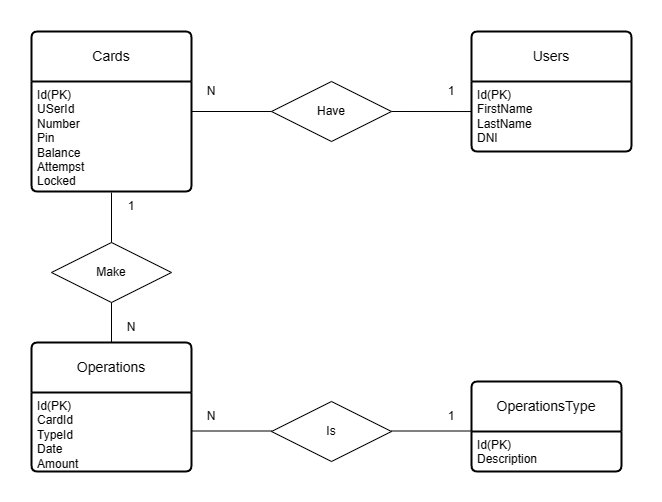 Cards
Id(PK)
USerId
Number
Pin
Balance
Attempst
Locked
N
Have
1
Users
Id(PK)
FirstName
LastName
DNI
1
Make
N
Operations
Id(PK)
CardId
TypeId
Date
Amount
N
Is
1
OperationsType
Id(PK)
Description